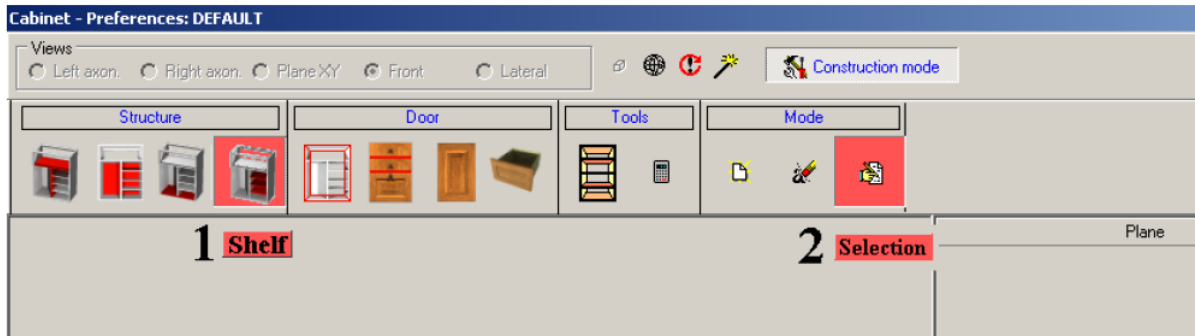 Cabinet - Preferences: DEFAULT
Views
Left axon. Right axon. Plane XY Front Lateral
Construction mode
Structure Door Tools Mode
1 Shelf 2 Selection Plane